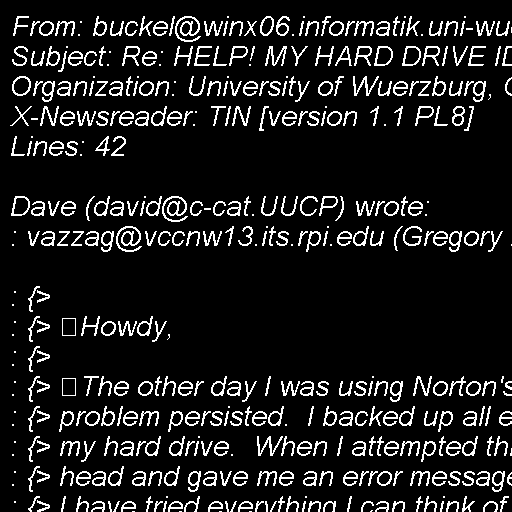 From: buckel@winx06.informatik.uni-wu
Subject: Re: HELP! MY HARD DRIVE ID
Organization: University of Wuerzburg,
X-Newsreader: TIN [version 1.1 PL8]
Lines: 42

Dave (david@c-cat.UUCP) wrote:
: vazzag@vccnw13.its.rpi.edu (Gregory

: {>
: {> Howdy,
: {>
: {> The other day I was using Norton's
: {> problem persisted.  I backed up all e
: {> my hard drive.  When I attempted thi
: {> head and gave me an error message
: {> I have tried everything I can think of